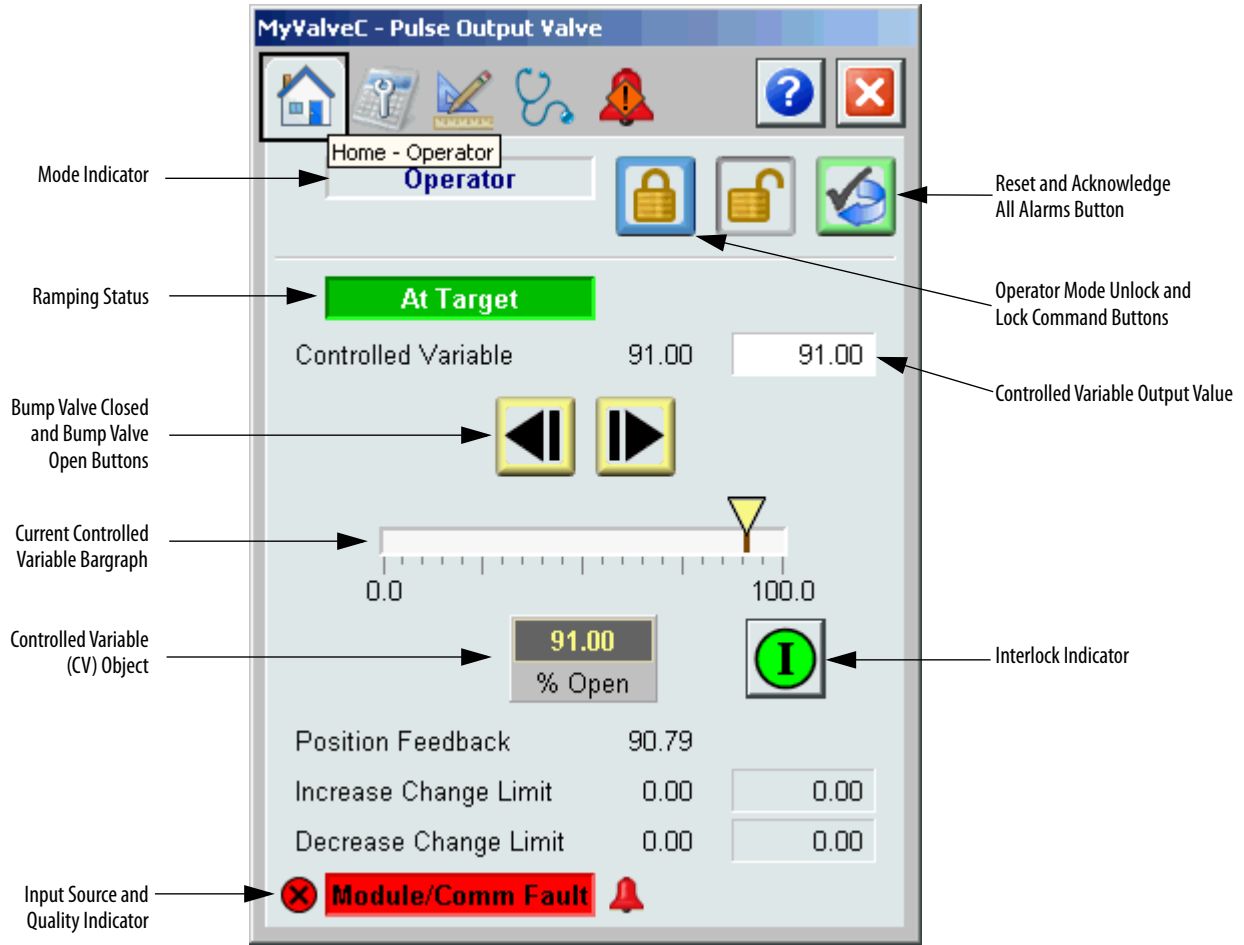 MyValveC - Pulse Output Valve
Home - Operator
Mode Indicator
Operator
Reset and Acknowledge
All Alarms Button
Ramping Status
At Target
Operator Mode Unlock and
Lock Command Buttons
Controlled Variable 91.00 91.00
Controlled Variable Output Value
Bump Valve Closed
and Bump Valve
Open Buttons
Current Controlled
Variable Bargraph
0.0 100.0
Controlled Variable
(CV) Object
91.00
% Open
I
Interlock Indicator
Position Feedback 90.79
Increase Change Limit 0.00 0.00
Decrease Change Limit 0.00 0.00
Input Source and
Quality Indicator
Module/Comm Fault